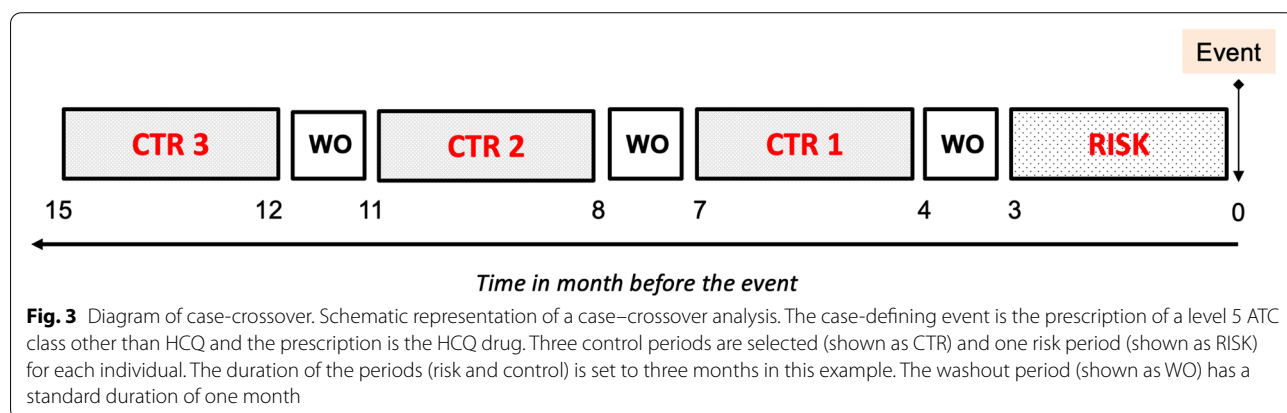 Event
CTR 3 WO CTR 2 WO CTR 1 WO RISK
15 12 11 8 7 4 3 0
Time in month before the event
Fig. 3 Diagram of case-crossover. Schematic representation of a case–crossover analysis. The case-defining event is the prescription of a level 5 ATC
class other than HCQ and the prescription is the HCQ drug. Three control periods are selected (shown as CTR) and one risk period (shown as RISK)
for each individual. The duration of the periods (risk and control) is set to three months in this example. The washout period (shown as WO) has a
standard duration of one month